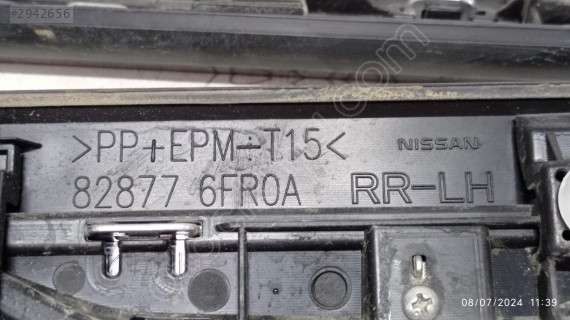 #2942656
>PP+EPM-T15< NISSAN
82877 6FR0A RR-LH
08/07/2024 11:39